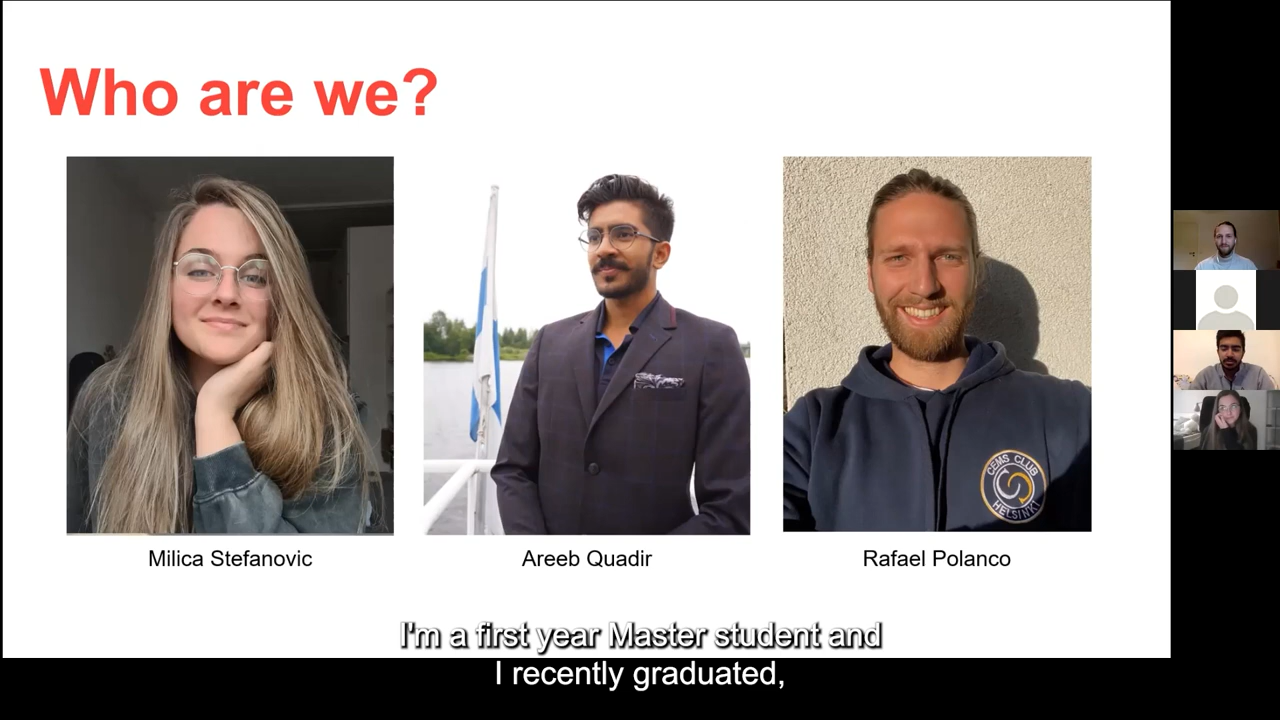 Who are we?
CEMS CLUB
HELSINKI
Milica Stefanovic
Areeb Quadir
Rafael Polanco
I'm a first year Master student and
I recently graduated,